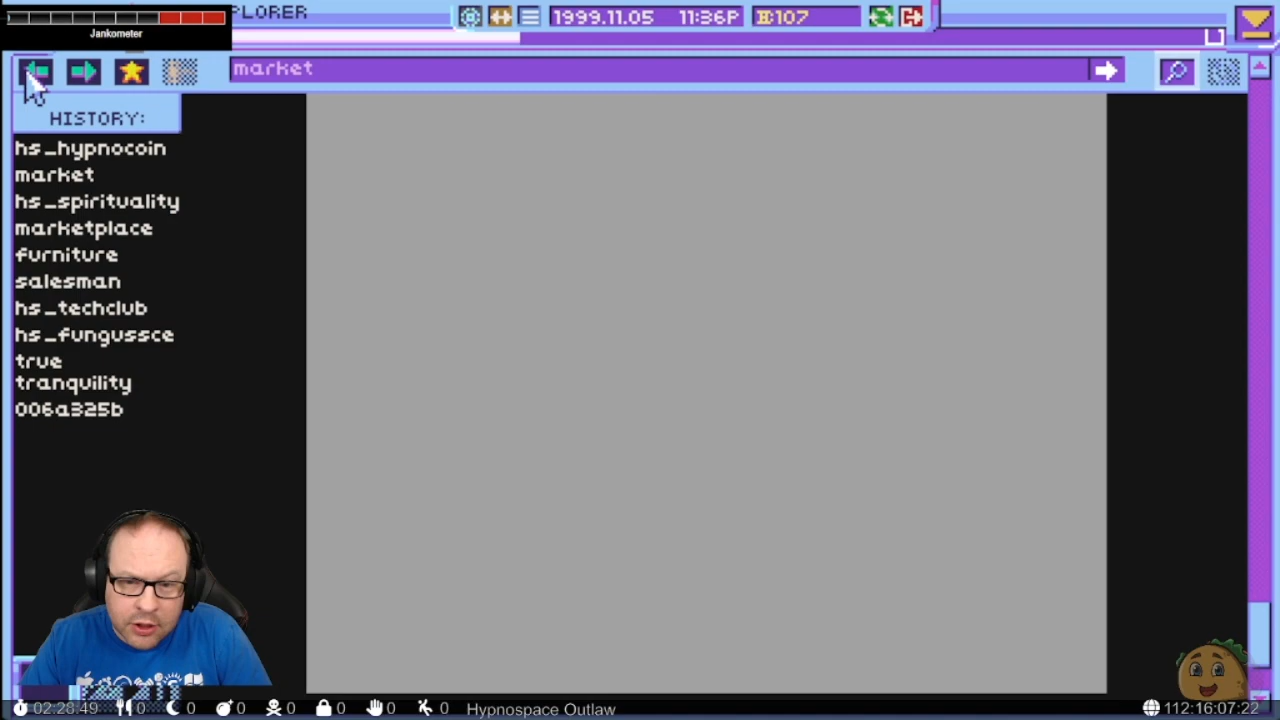 PLORER
1999.11.05 11:36P
107
Jankometer
market
HISTORY:
hs_hypnocoin
market
hs_spirituality
marketplace
furniture
salesman
hs_techclub
hs_fungussce
true
tranquility
006a325b
02:28:49 0 0 0 0 0 0 0 Hypnospace Outlaw 112:16:07:22